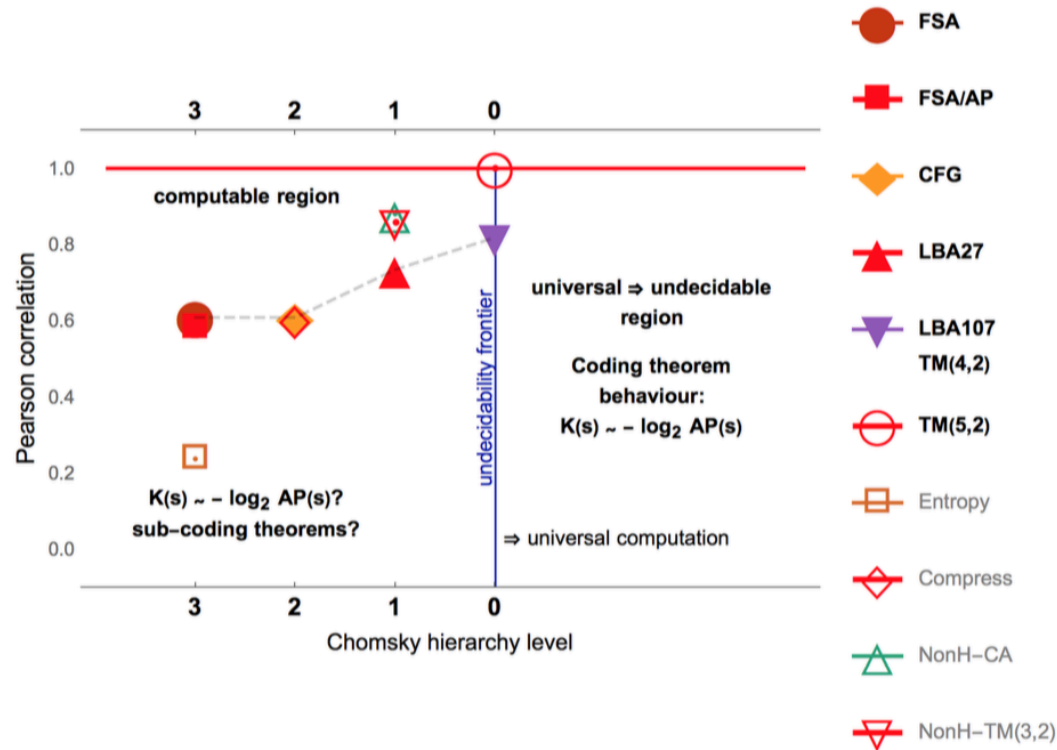 3 2 1 0
1.0
computable region
0.8
universal ⇒ undecidable
region
0.6
Coding theorem
behaviour:
K(s) ~ − log₂ AP(s)
0.4
0.2
K(s) ~ − log₂ AP(s)?
sub−coding theorems?
0.0
⇒ universal computation
undecidability frontier
Pearson correlation
3 2 1 0
Chomsky hierarchy level
FSA
FSA/AP
CFG
LBA27
LBA107
TM(4,2)
TM(5,2)
Entropy
Compress
NonH−CA
NonH−TM(3,2)